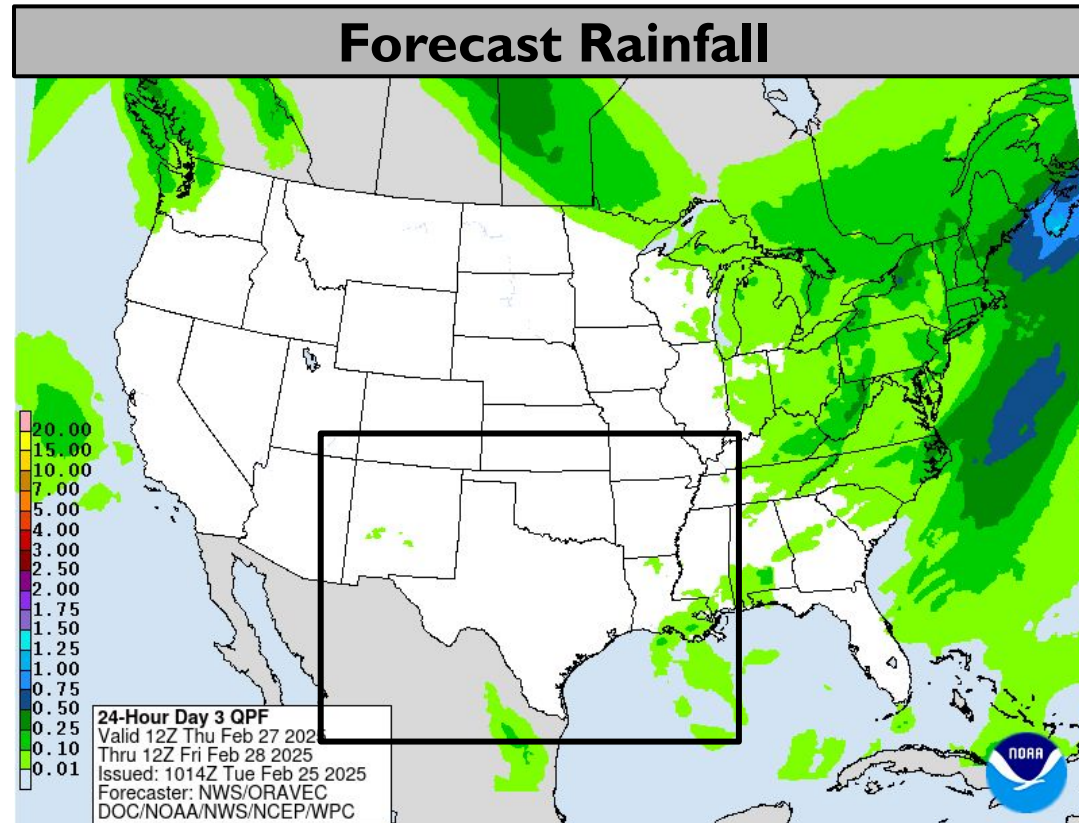 Forecast Rainfall
20.00
15.00
10.00
7.00
5.00
4.00
3.00
2.50
2.00
1.75
1.50
1.25
1.00
0.75
0.50
0.25
0.10
0.01
24-Hour Day 3 QPF
Valid 12Z Thu Feb 27 2025
Thru 12Z Fri Feb 28 2025
Issued: 1014Z Tue Feb 25 2025
Forecaster: NWS/ORAVEC
DOC/NOAA/NWS/NCEP/WPC
NOAA